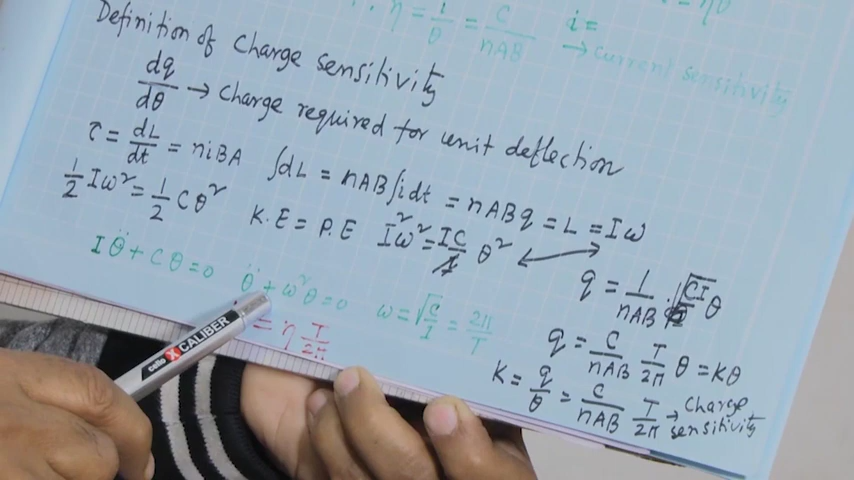 ∴ η = i/θ = C/nAB
i =
→ current sensitivity
Definition of Charge sensitivity
dq/dθ → Charge required for unit deflection
τ = dL/dt = niBA
∫dL = nAB∫idt = nABq = L = Iω
1/2 Iω² = 1/2 Cθ²
K.E = P.E
I²ω² = IC/1 θ²
q = 1/nAB √CI θ
Iθ̈ + Cθ = 0
θ̈ + ω²θ = 0
ω = √C/I = 2π/T
q = C/nAB T/2π θ = Kθ
= η T/2π
K = q/θ = C/nAB T/2π → Charge sensitivity
cello X CALIBER